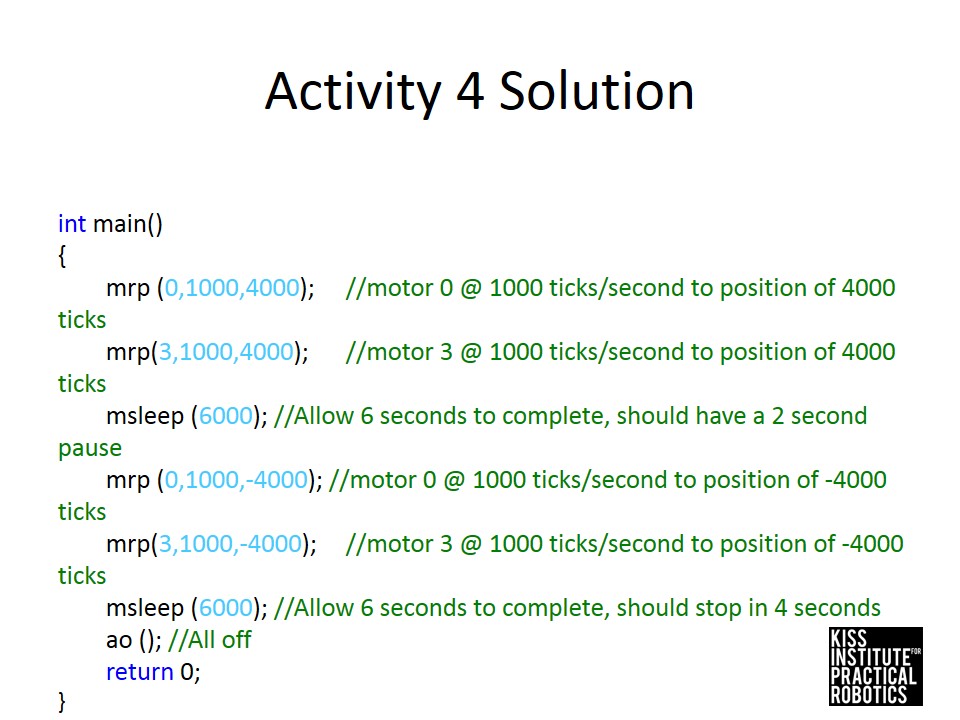 Activity 4 Solution
int main()
{
mrp (0,1000,4000); //motor 0 @ 1000 ticks/second to position of 4000
ticks
mrp(3,1000,4000); //motor 3 @ 1000 ticks/second to position of 4000
ticks
msleep (6000); //Allow 6 seconds to complete, should have a 2 second
pause
mrp (0,1000,-4000); //motor 0 @ 1000 ticks/second to position of -4000
ticks
mrp(3,1000,-4000); //motor 3 @ 1000 ticks/second to position of -4000
ticks
msleep (6000); //Allow 6 seconds to complete, should stop in 4 seconds
ao (); //All off
return 0;
}
KISS
INSTITUTE FOR
PRACTICAL
ROBOTICS